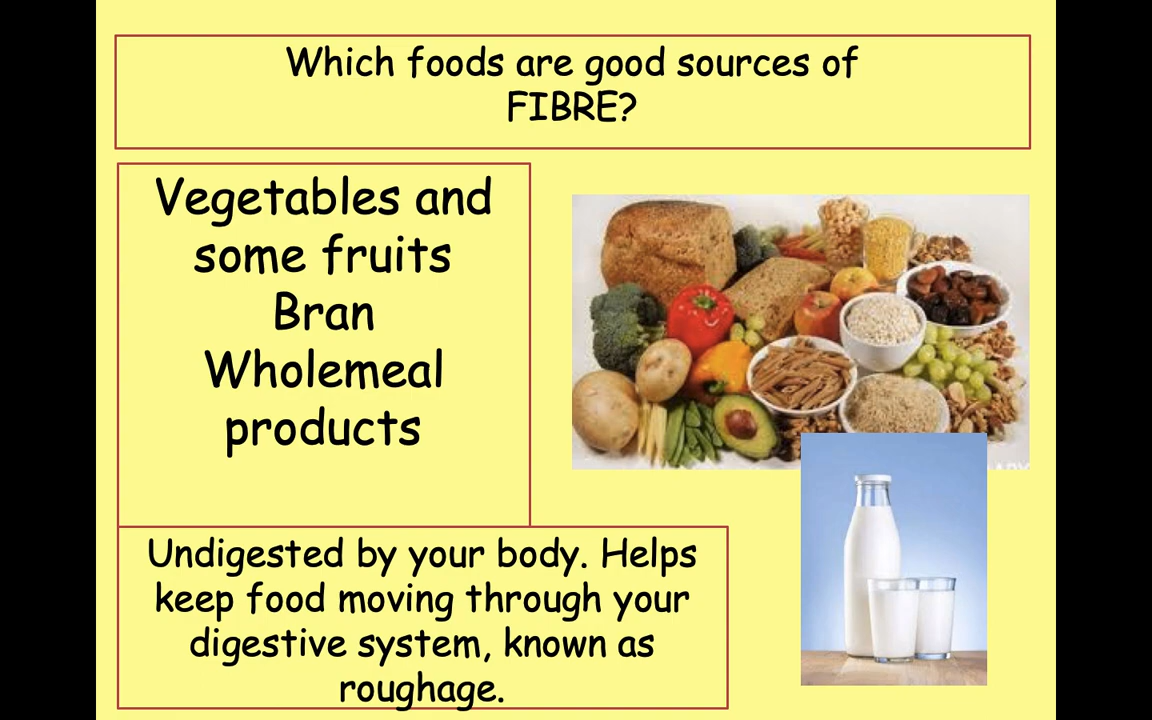 Which foods are good sources of
FIBRE?
Vegetables and
some fruits
Bran
Wholemeal
products
Undigested by your body. Helps
keep food moving through your
digestive system, known as
roughage.